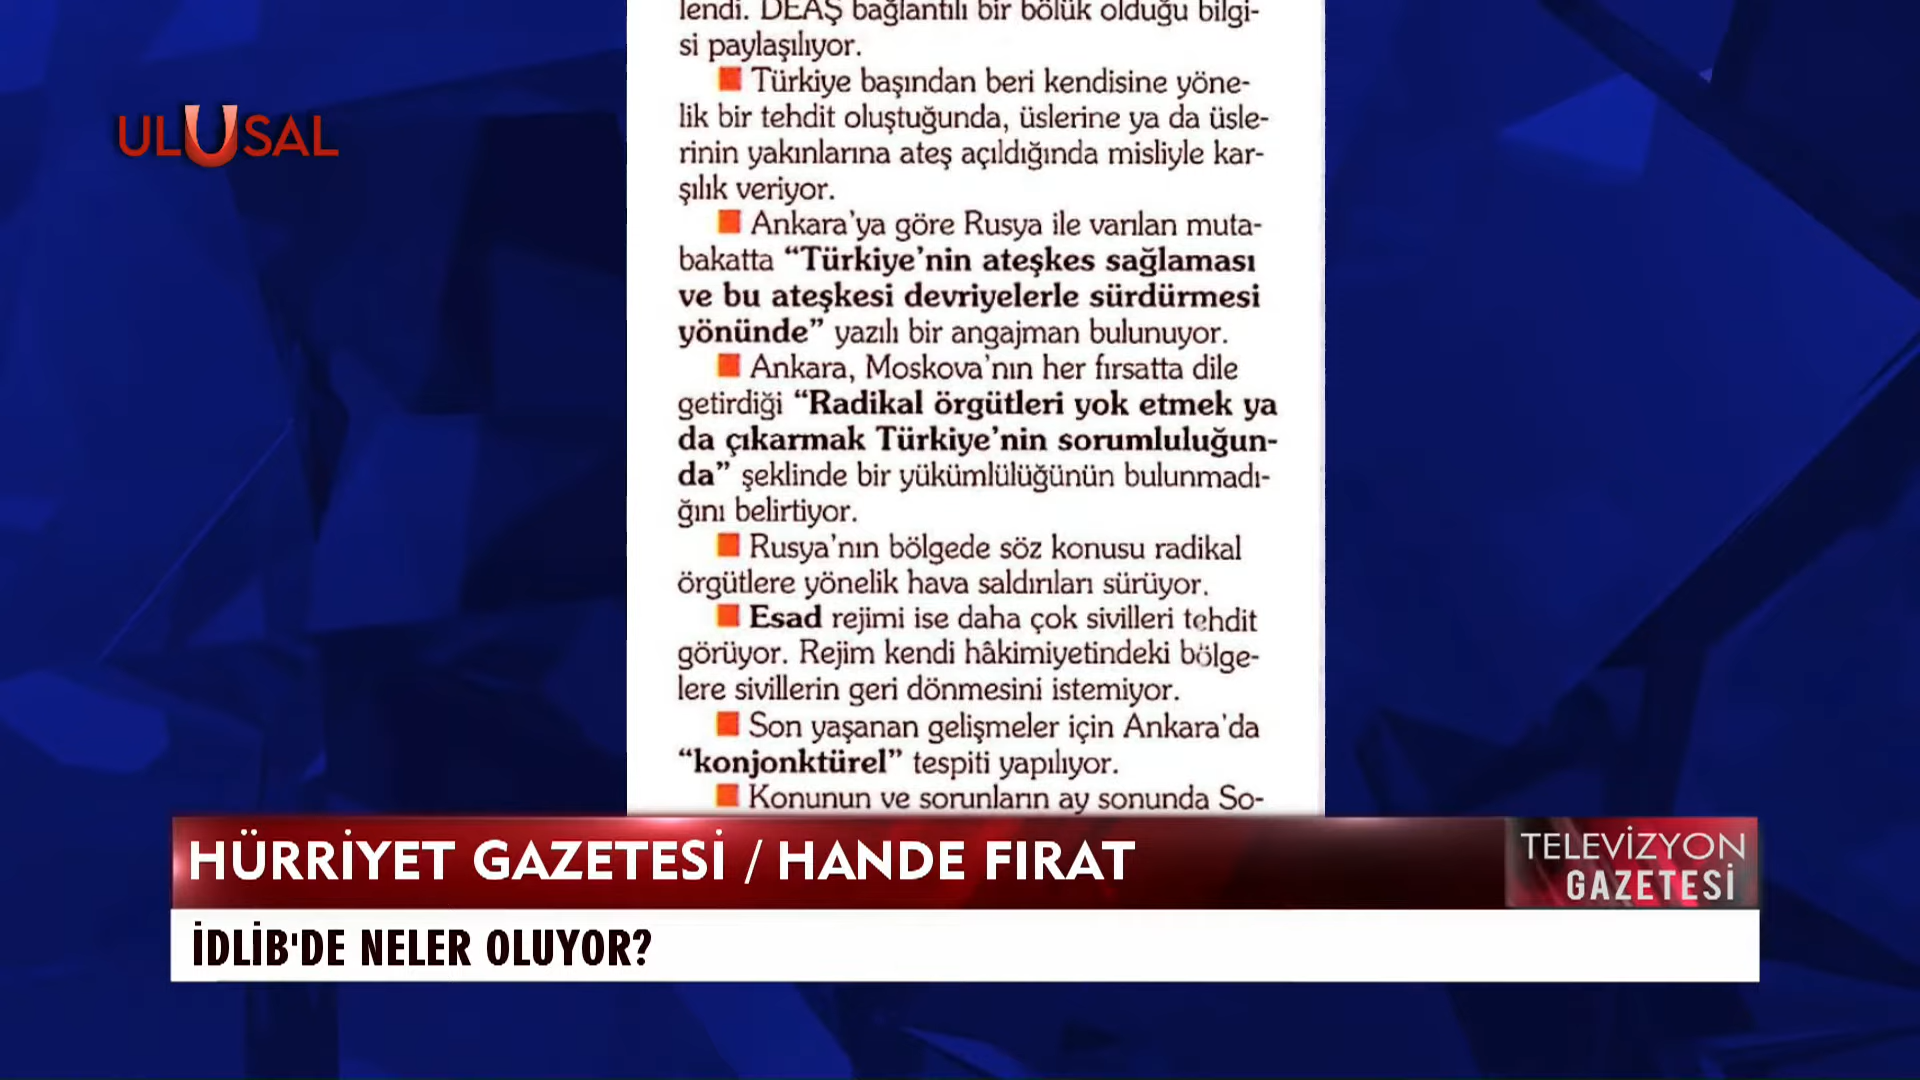 lendi. DEAŞ bağlantılı bir bölük olduğu bilgi-
si paylaşılıyor.
Türkiye başından beri kendisine yöne-
lik bir tehdit oluştuğunda, üslerine ya da üsle-
rinin yakınlarına ateş açıldığında misliyle kar-
şılık veriyor.
Ankara'ya göre Rusya ile varılan muta-
bakatta “Türkiye'nin ateşkes sağlaması
ve bu ateşkesi devriyelerle sürdürmesi
yönünde” yazılı bir angajman bulunuyor.
Ankara, Moskova'nın her fırsatta dile
getirdiği “Radikal örgütleri yok etmek ya
da çıkarmak Türkiye'nin sorumluluğun-
da” şeklinde bir yükümlülüğünün bulunmadı-
ğını belirtiyor.
Rusya'nın bölgede söz konusu radikal
örgütlere yönelik hava saldırıları sürüyor.
Esad rejimi ise daha çok sivilleri tehdit
görüyor. Rejim kendi hâkimiyetindeki bölge-
lere sivillerin geri dönmesini istemiyor.
Son yaşanan gelişmeler için Ankara'da
“konjonktürel” tespiti yapılıyor.
Konunun ve sorunların ay sonunda So-
ULUSAL
HÜRRİYET GAZETESİ / HANDE FIRAT
TELEVİZYON
GAZETESİ
İDLİB'DE NELER OLUYOR?